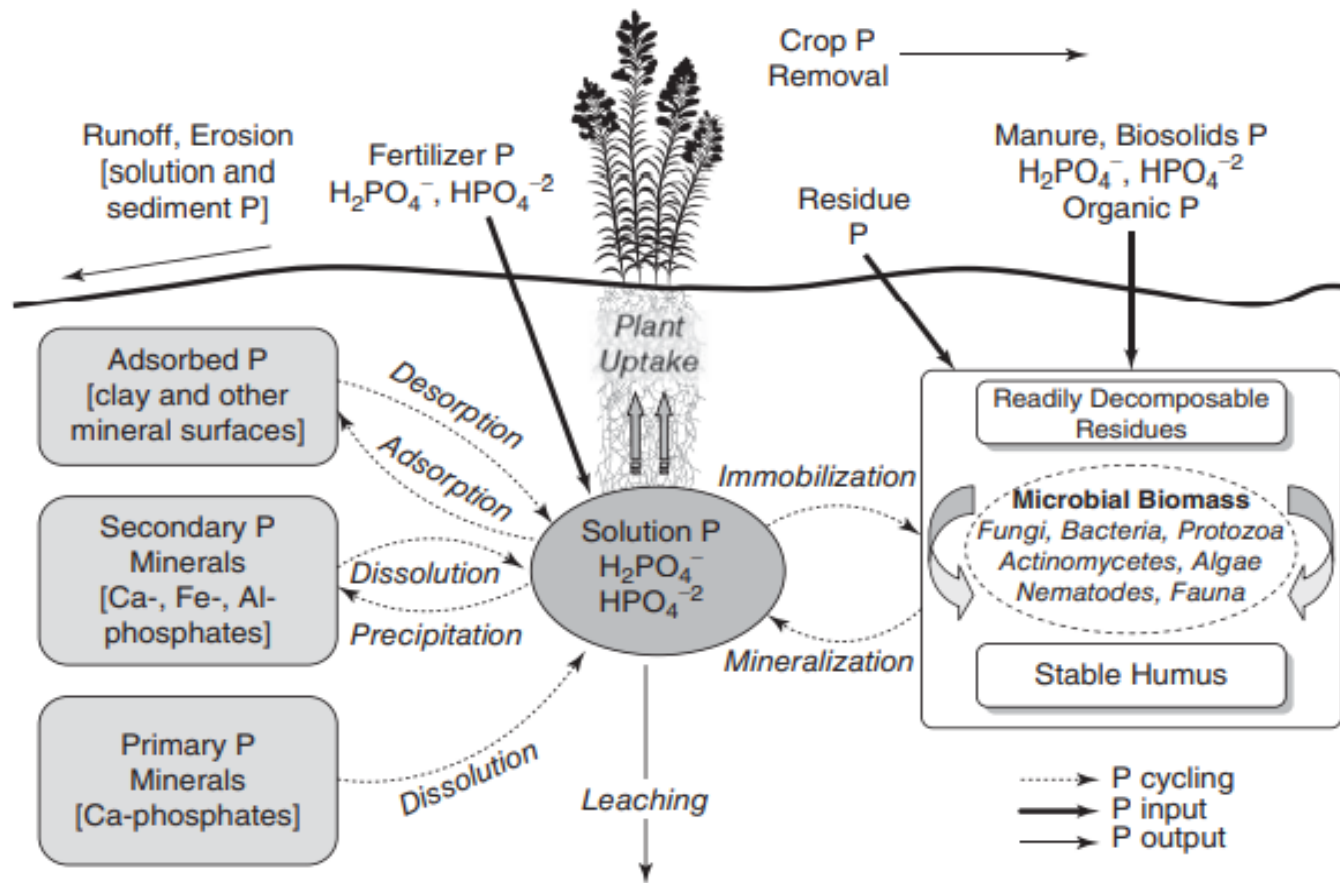 Crop P
Removal
Runoff, Erosion
[solution and
sediment P]
Fertilizer P
H₂PO₄⁻, HPO₄⁻²
Manure, Biosolids P
H₂PO₄⁻, HPO₄⁻²
Organic P
Residue
P
Plant
Uptake
Adsorbed P
[clay and other
mineral surfaces]
Desorption
Adsorption
Secondary P
Minerals
[Ca-, Fe-, Al-
phosphates]
Dissolution
Precipitation
Primary P
Minerals
[Ca-phosphates]
Dissolution
Solution P
H₂PO₄⁻
HPO₄⁻²
Leaching
Immobilization
Mineralization
Readily Decomposable
Residues
Microbial Biomass
Fungi, Bacteria, Protozoa
Actinomycetes, Algae
Nematodes, Fauna
Stable Humus
P cycling
P input
P output